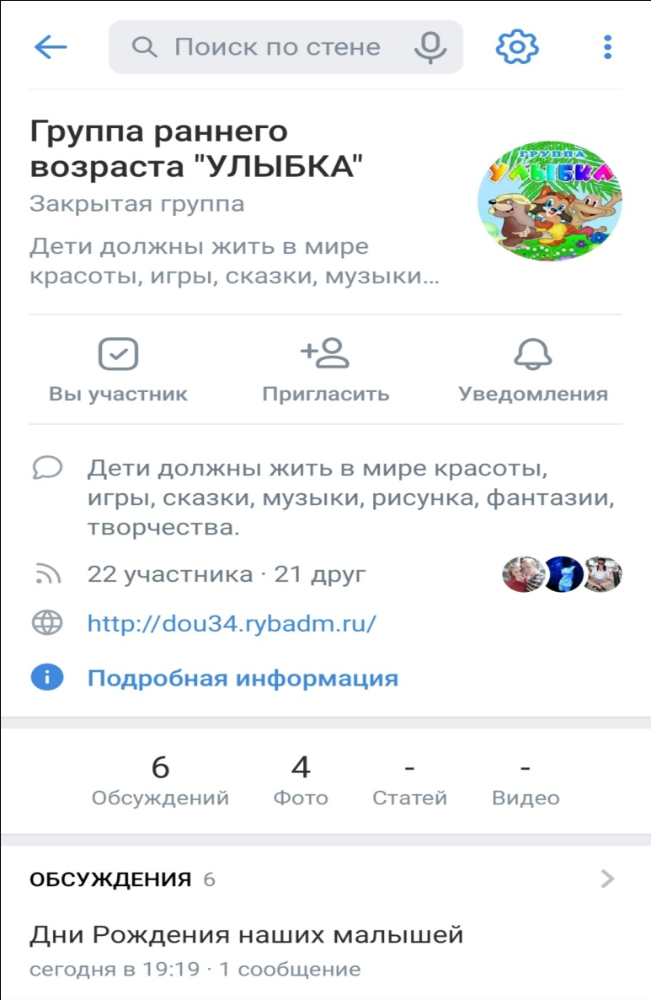 Поиск по стене
Группа раннего
возраста "УЛЫБКА"
Закрытая группа
ГРУППА
УЛЫБКА
Дети должны жить в мире
красоты, игры, сказки, музыки...
Вы участник
Пригласить
Уведомления
Дети должны жить в мире красоты,
игры, сказки, музыки, рисунка, фантазии,
творчества.
22 участника · 21 друг
http://dou34.rybadm.ru/
Подробная информация
6
4
-
-
Обсуждений
Фото
Статей
Видео
ОБСУЖДЕНИЯ 6
Дни Рождения наших малышей
сегодня в 19:19 · 1 сообщение